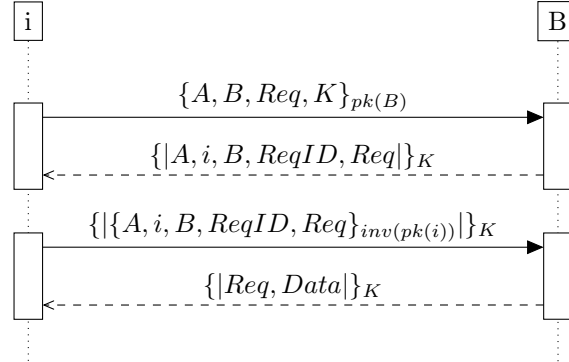 i B
{A, B, Req, K}pk(B)
{|A, i, B, ReqID, Req|}K
{|{A, i, B, ReqID, Req}inv(pk(i))|}K
{|Req, Data|}K